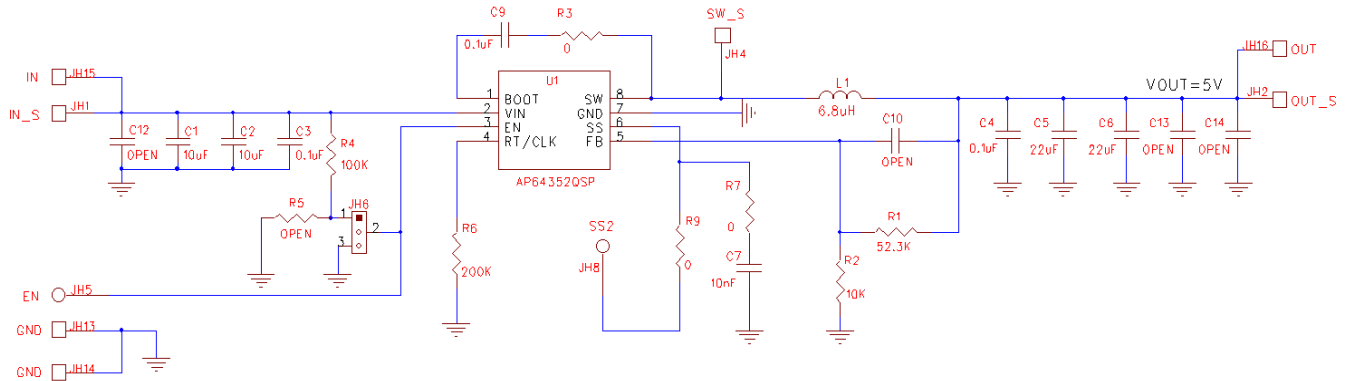 C9
0.1uF
R3
0
SW_S
JH4
IN
JH15
IN_S
JH1
C12
OPEN
C1
10uF
C2
10uF
C3
0.1uF
R4
100K
U1
1
BOOT
2
VIN
3
EN
4
RT/CLK
SW
8
GND
7
SS
6
FB
5
AP64352QSP
L1
6.8uH
C10
OPEN
VOUT=5V
JH16
OUT
JH2
OUT_S
C4
0.1uF
C5
22uF
C6
22uF
C13
OPEN
C14
OPEN
R5
OPEN
JH6
1
2
3
R6
200K
SS2
JH8
R9
0
R7
0
C7
10nF
R1
52.3K
R2
10K
EN
JH5
GND
JH13
GND
JH14